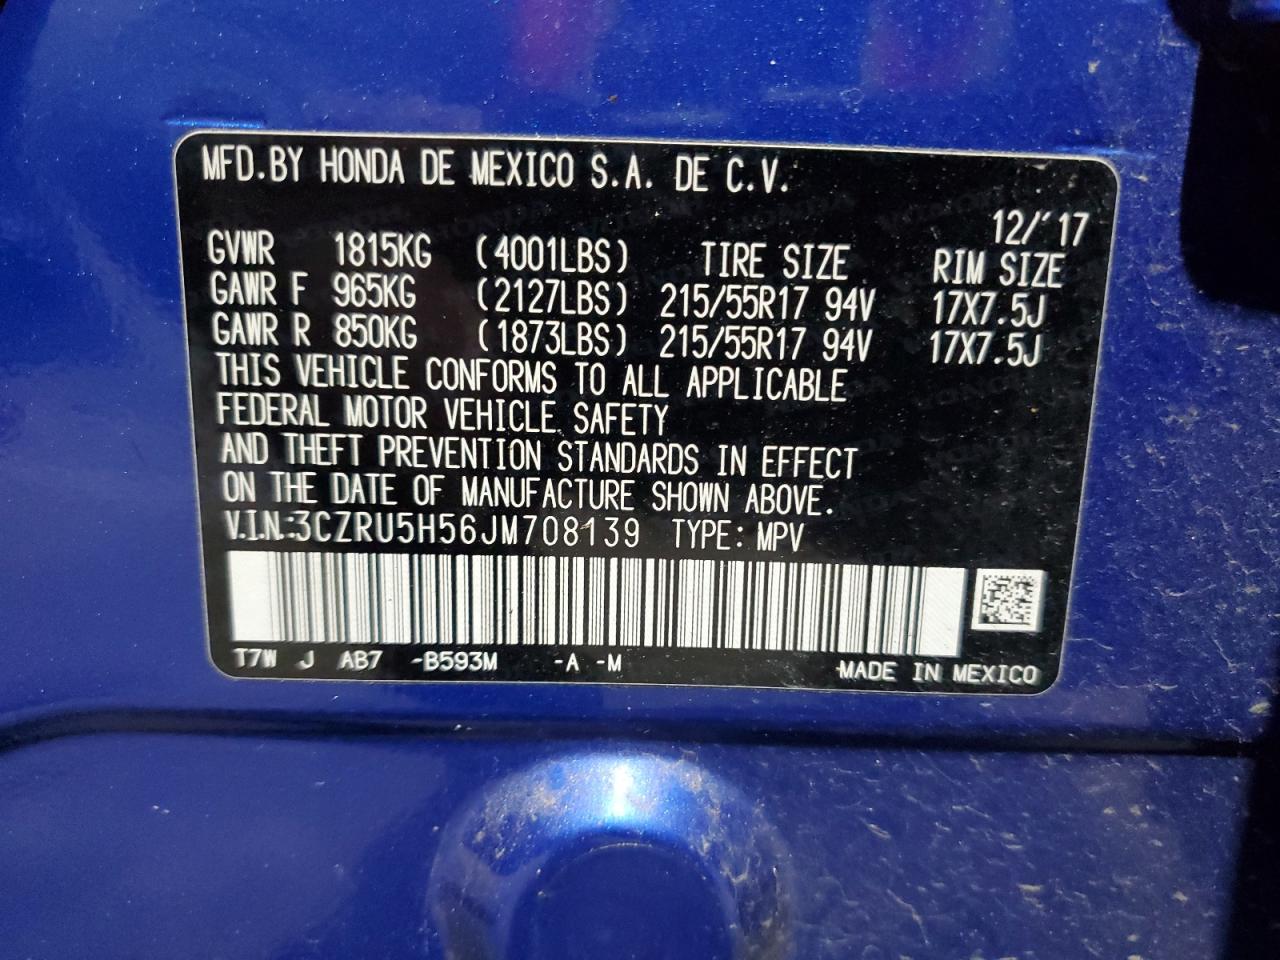 MFD.BY HONDA DE MEXICO S.A. DE C.V.
12/'17
GVWR 1815KG (4001LBS) TIRE SIZE RIM SIZE
GAWR F 965KG (2127LBS) 215/55R17 94V 17X7.5J
GAWR R 850KG (1873LBS) 215/55R17 94V 17X7.5J
THIS VEHICLE CONFORMS TO ALL APPLICABLE
FEDERAL MOTOR VEHICLE SAFETY
AND THEFT PREVENTION STANDARDS IN EFFECT
ON THE DATE OF MANUFACTURE SHOWN ABOVE.
V.I.N.:3CZRU5H56JM708139 TYPE: MPV
T7W J AB7 -B593M -A -M MADE IN MEXICO